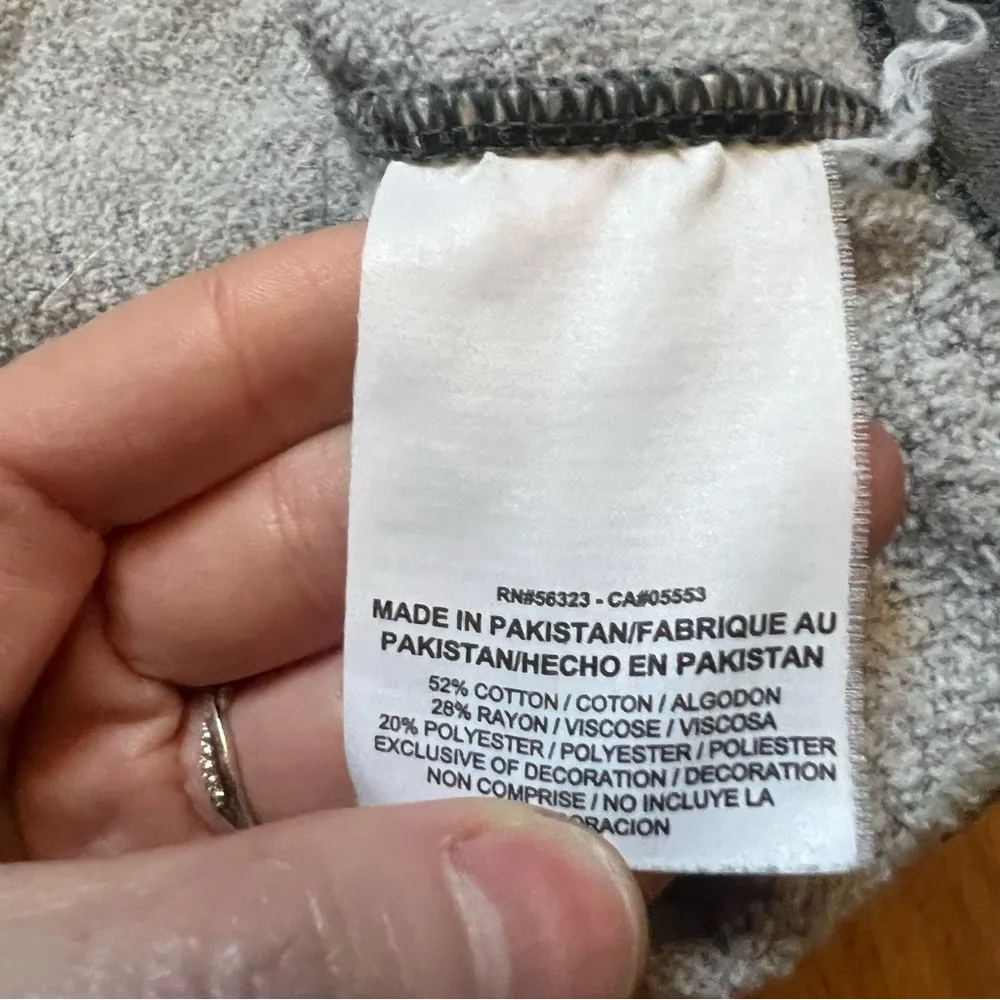 RN#56323 - CA#05553
MADE IN PAKISTAN/FABRIQUE AU
PAKISTAN/HECHO EN PAKISTAN
52% COTTON / COTON / ALGODON
28% RAYON / VISCOSE / VISCOSA
20% POLYESTER / POLYESTER / POLIESTER
EXCLUSIVE OF DECORATION / DECORATION
NON COMPRISE / NO INCLUYE LA